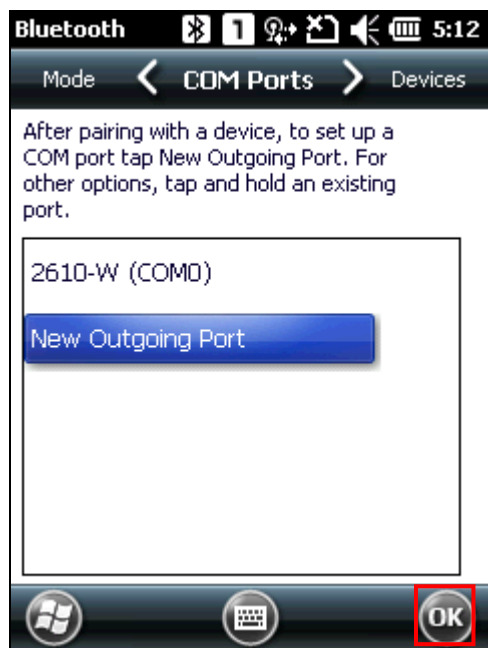 Bluetooth 1 5:12
Mode COM Ports Devices
After pairing with a device, to set up a
COM port tap New Outgoing Port. For
other options, tap and hold an existing
port.
2610-W (COM0)
New Outgoing Port
OK